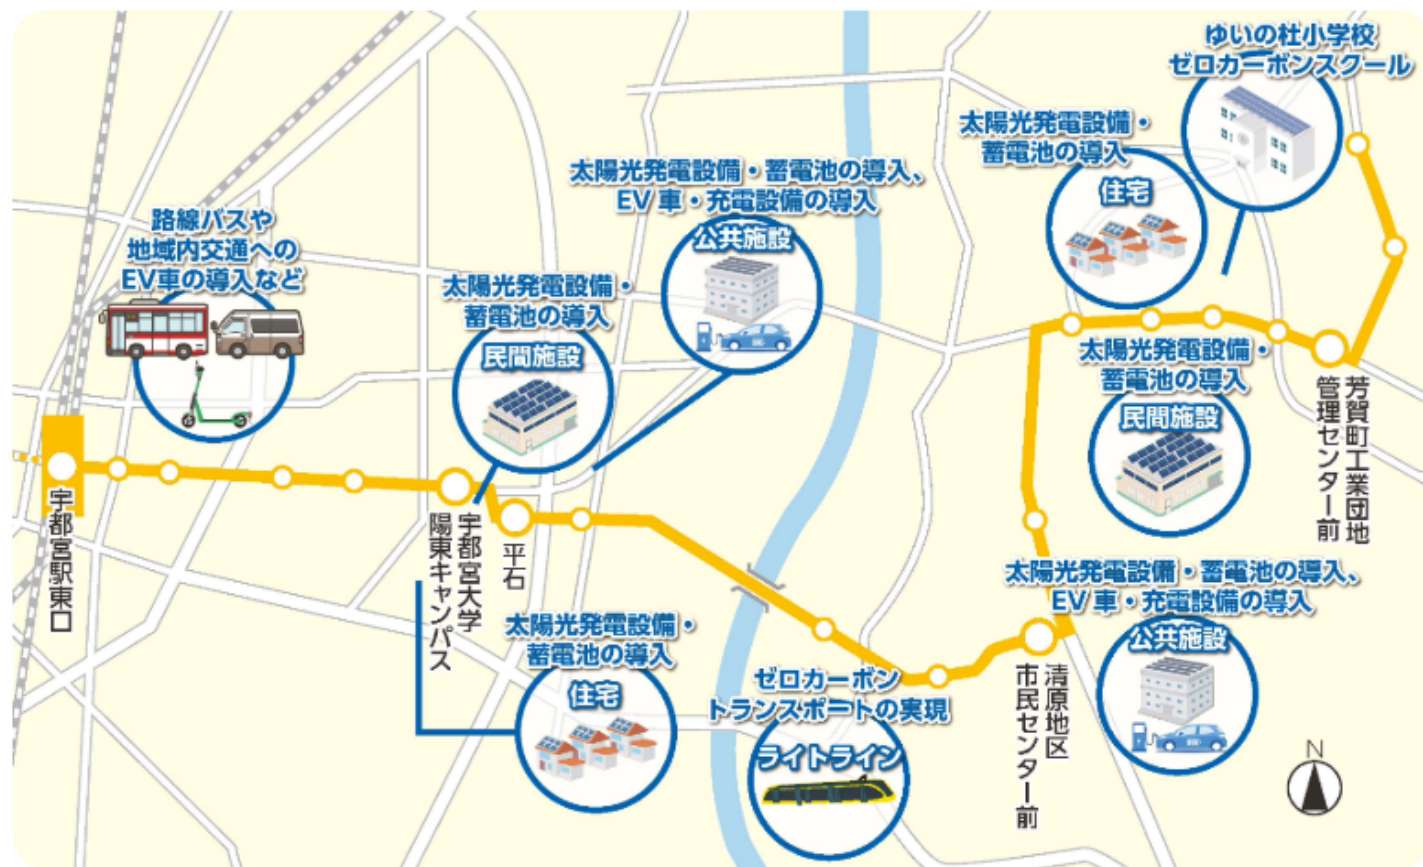 ゆいの杜小学校
ゼロカーボンスクール
太陽光発電設備・
蓄電池の導入
住宅
太陽光発電設備・蓄電池の導入、
EV車・充電設備の導入
公共施設
路線バスや
地域内交通への
EV車の導入など
太陽光発電設備・
蓄電池の導入
民間施設
太陽光発電設備・
蓄電池の導入
民間施設
芳賀町工業団地
管理センター前
宇都宮駅東口
宇都宮大学
陽東キャンパス
平石
太陽光発電設備・蓄電池の導入、
EV車・充電設備の導入
公共施設
太陽光発電設備・
蓄電池の導入
住宅
ゼロカーボン
トランスポートの実現
ライトライン
清原地区
市民センター前
N